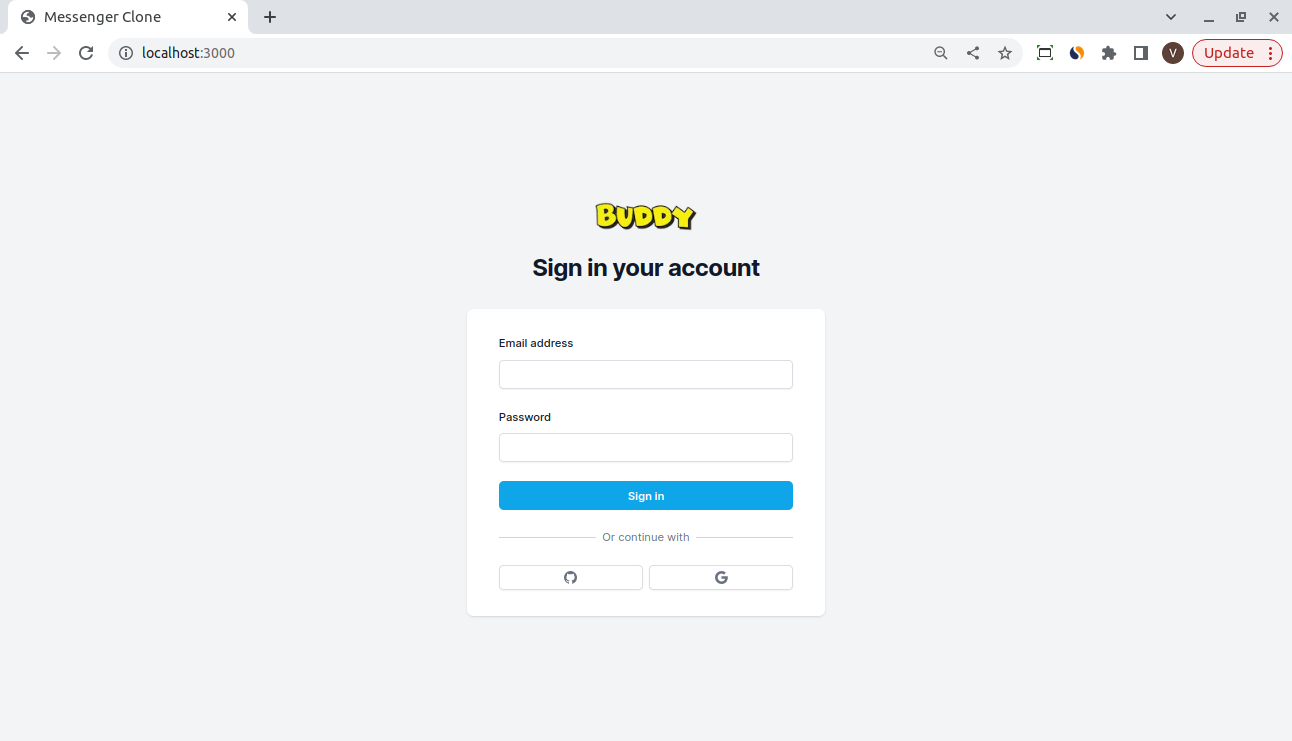 Messenger Clone
localhost:3000
V
Update
BUDDY
Sign in your account
Email address
Password
Sign in
Or continue with